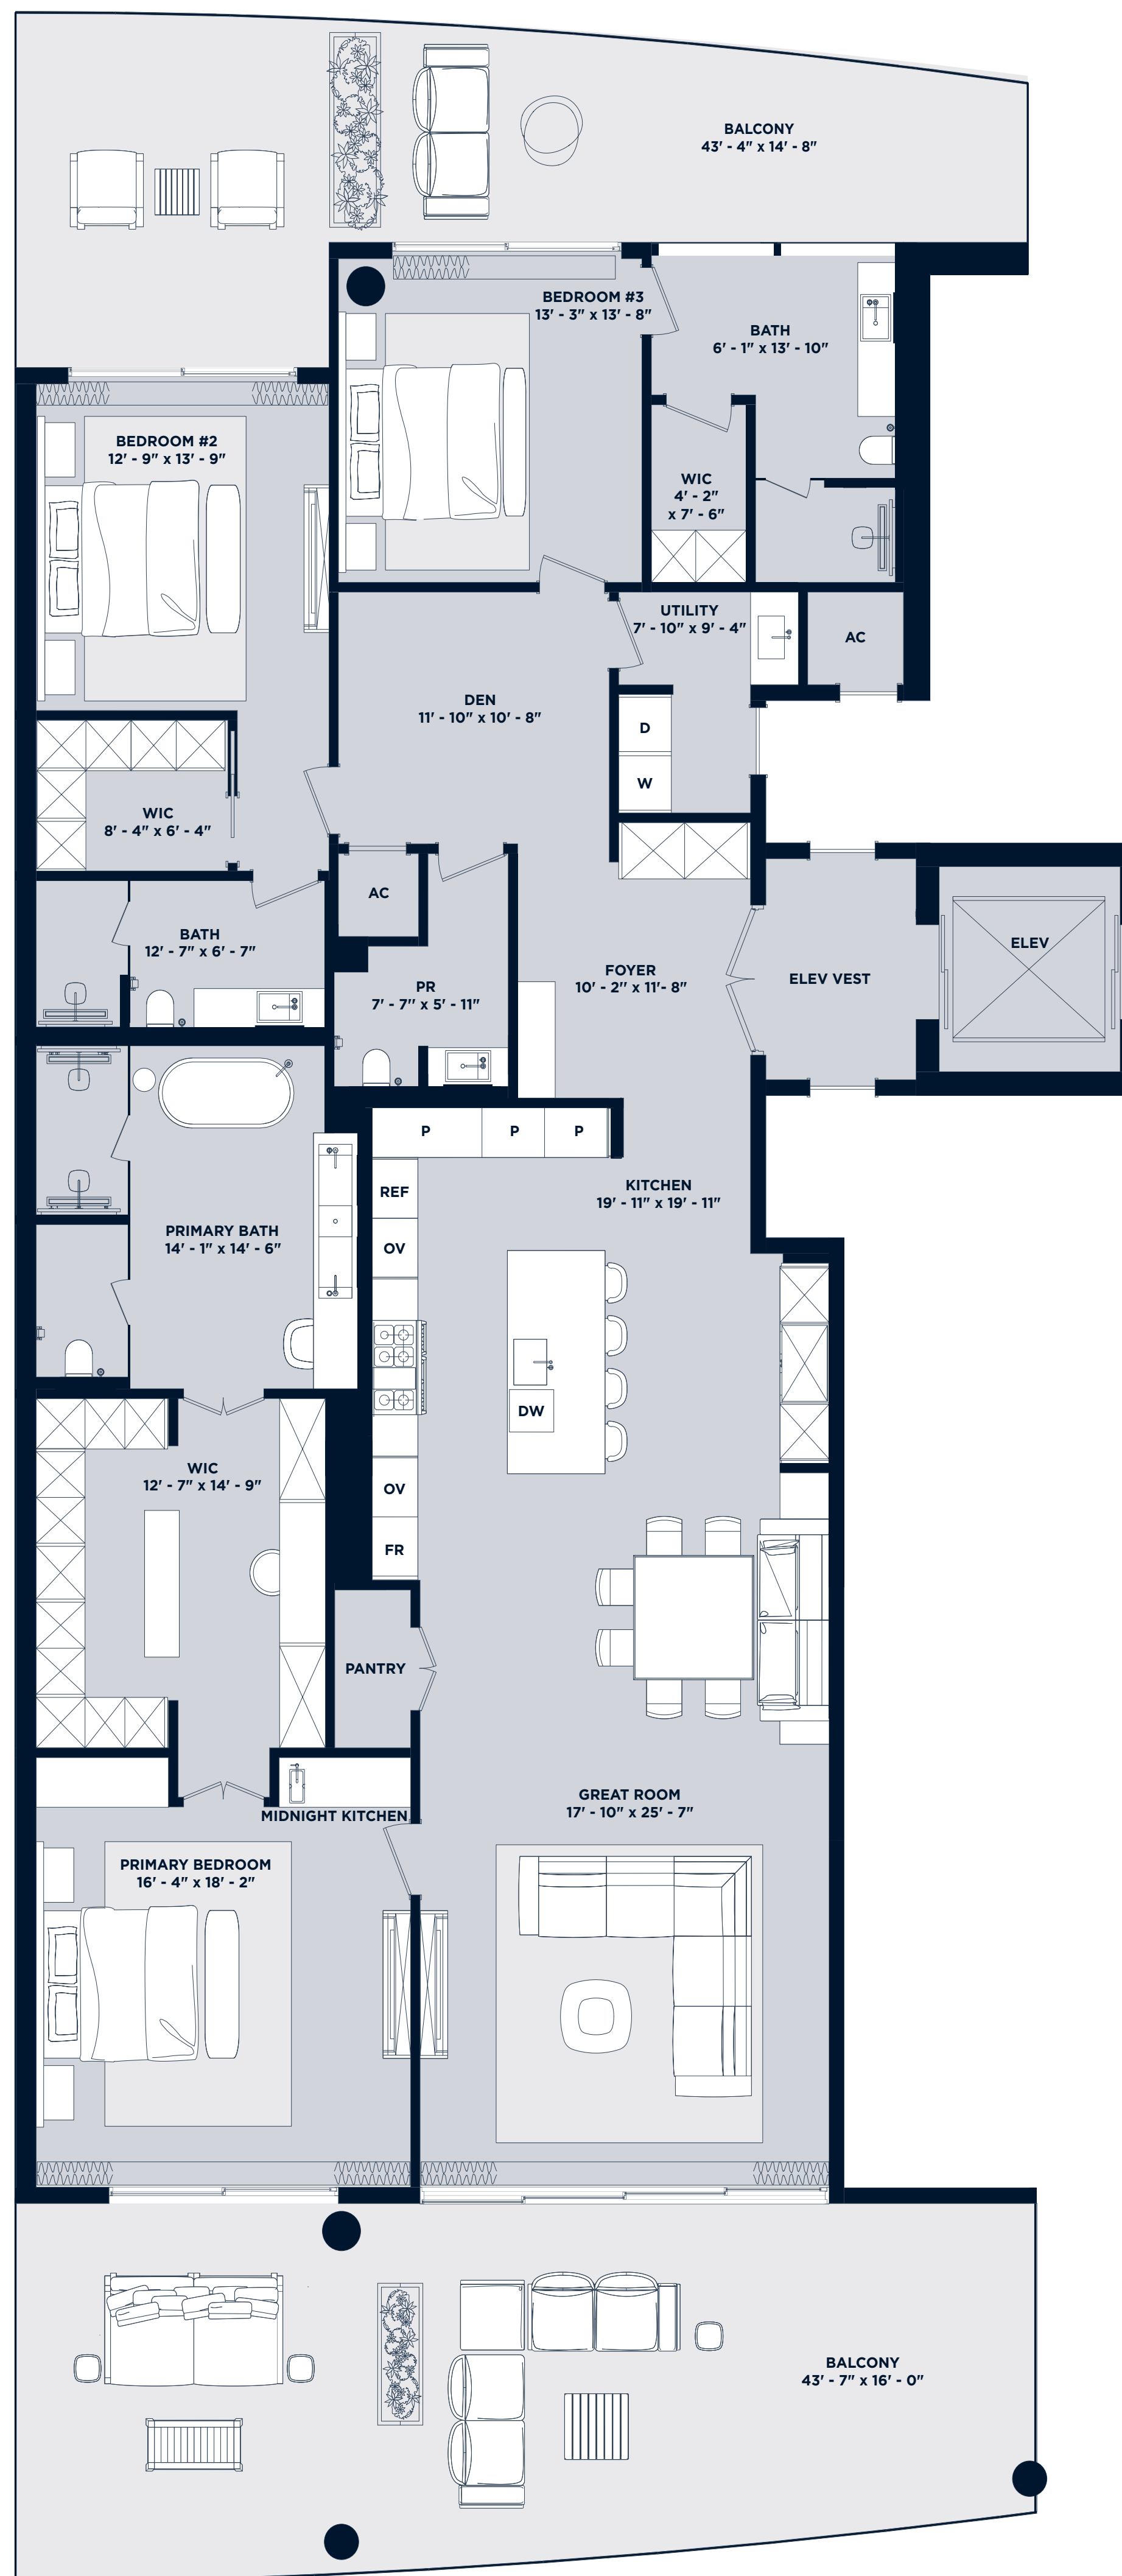 BALCONY
43' - 4" x 14' - 8"
BEDROOM #3
13' - 3" x 13' - 8"
BATH
6' - 1" x 13' - 10"
BEDROOM #2
12' - 9" x 13' - 9"
WIC
4' - 2"
x 7' - 6"
UTILITY
7' - 10" x 9' - 4"
AC
DEN
11' - 10" x 10' - 8"
D
W
WIC
8' - 4" x 6' - 4"
AC
BATH
12' - 7" x 6' - 7"
PR
7' - 7" x 5' - 11"
FOYER
10' - 2" x 11'- 8"
ELEV VEST
ELEV
P
P
P
REF
KITCHEN
19' - 11" x 19' - 11"
OV
PRIMARY BATH
14' - 1" x 14' - 6"
DW
WIC
12' - 7" x 14' - 9"
OV
FR
PANTRY
GREAT ROOM
17' - 10" x 25' - 7"
MIDNIGHT KITCHEN
PRIMARY BEDROOM
16' - 4" x 18' - 2"
BALCONY
43' - 7" x 16' - 0"